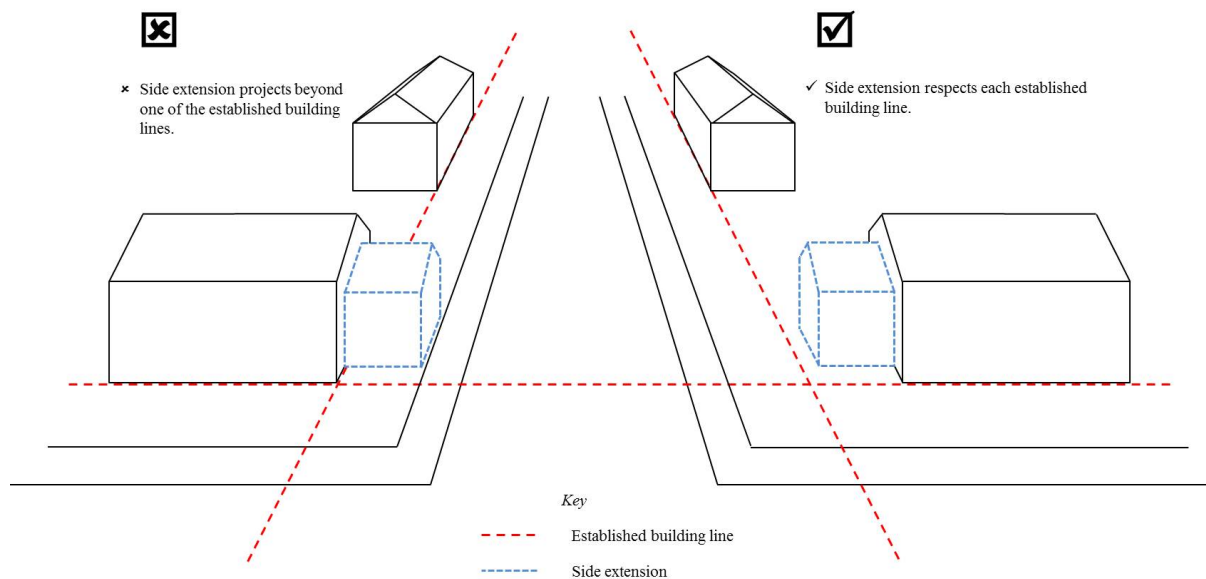 × Side extension projects beyond
one of the established building
lines.
✓ Side extension respects each established
building line.
Key
Established building line
Side extension